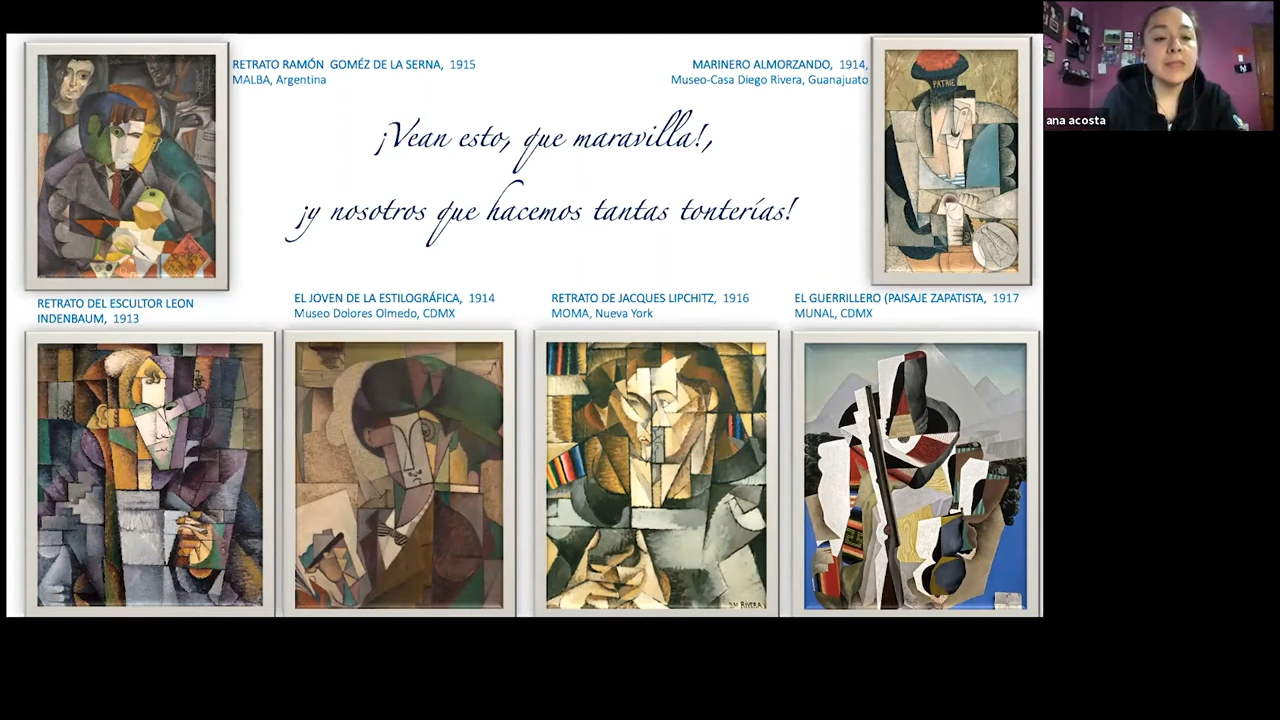 RETRATO RAMÓN GOMÉZ DE LA SERNA, 1915
MALBA, Argentina
MARINERO ALMORZANDO, 1914,
Museo-Casa Diego Rivera, Guanajuato
PATRIE
ana acosta
¡Vean esto, que maravilla!,
¡y nosotros que hacemos tantas tonterías!
RETRATO DEL ESCULTOR LEON
INDENBAUM, 1913
EL JOVEN DE LA ESTILOGRÁFICA, 1914
Museo Dolores Olmedo, CDMX
RETRATO DE JACQUES LIPCHITZ, 1916
MOMA, Nueva York
EL GUERRILLERO (PAISAJE ZAPATISTA, 1917
MUNAL, CDMX
RIVERA